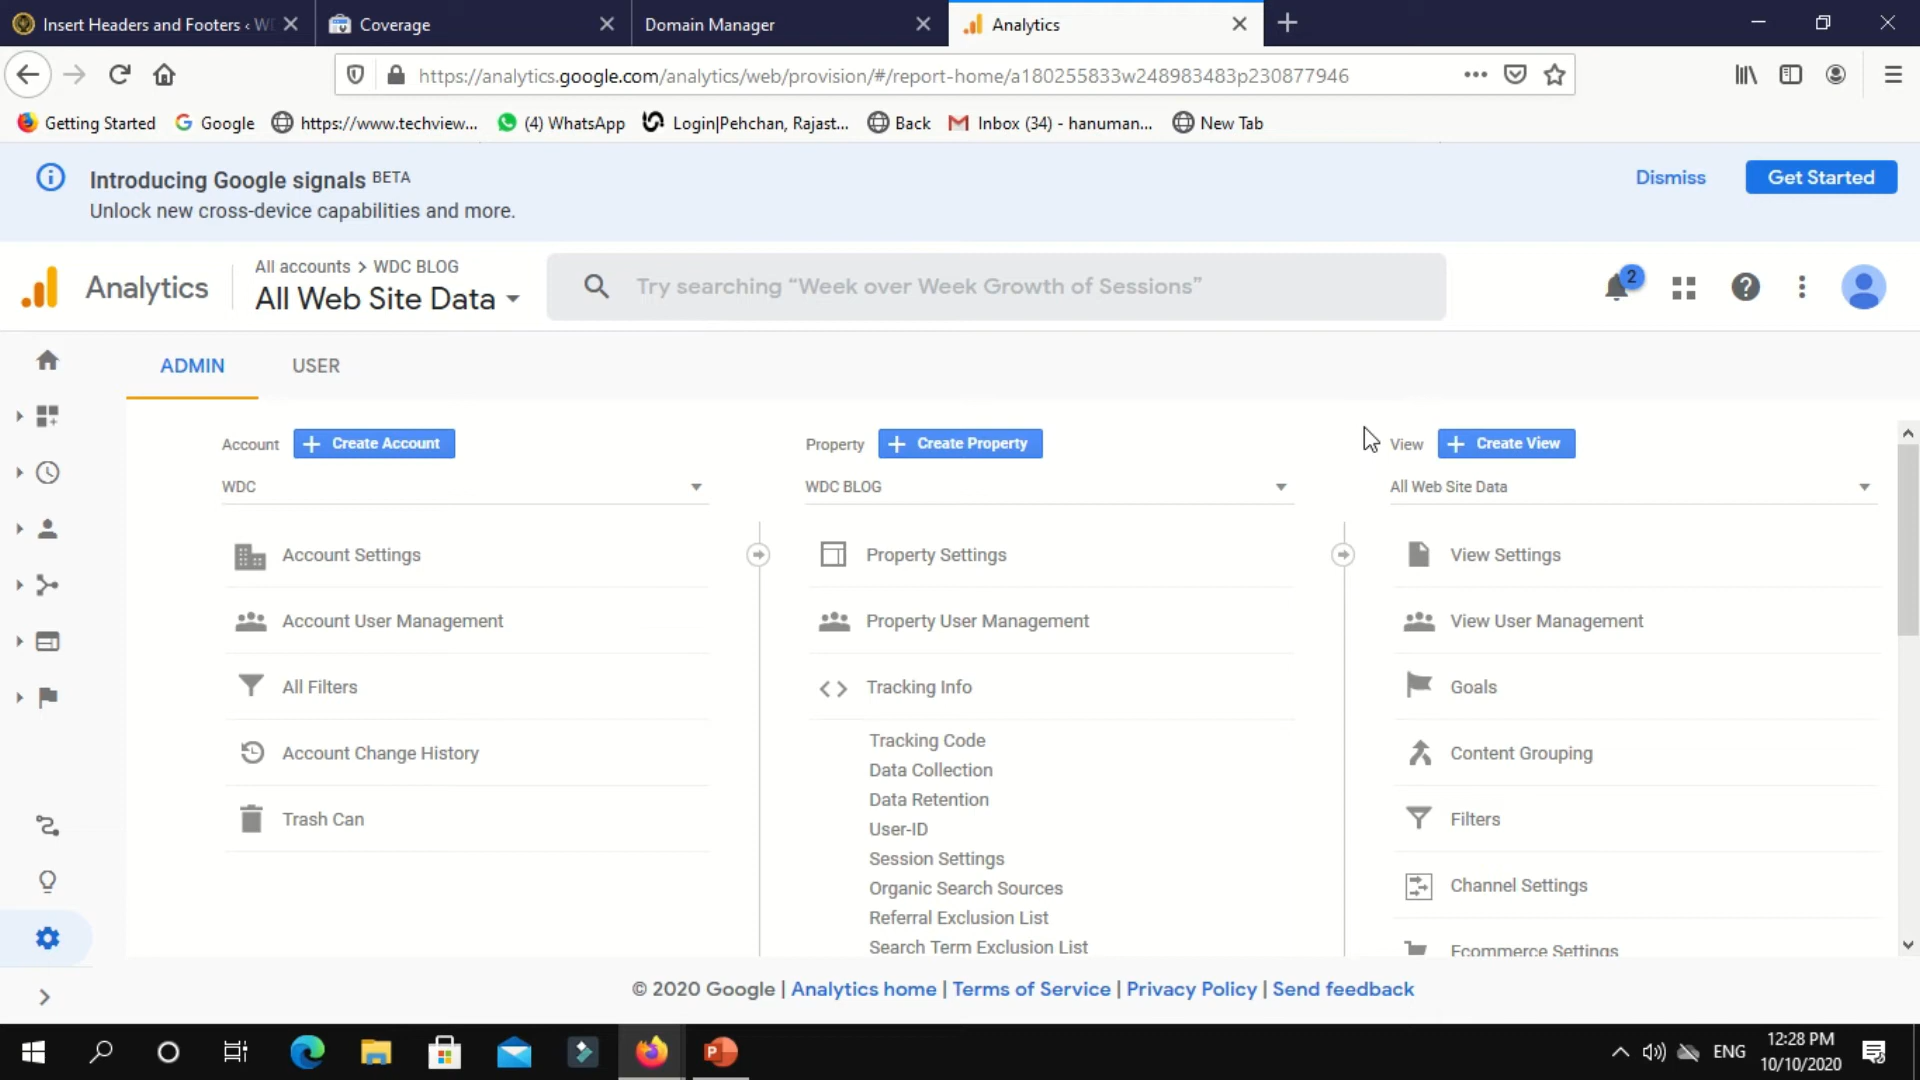 Insert Headers and Footers ‹ WD
Coverage
Domain Manager
Analytics
https://analytics.google.com/analytics/web/provision/#/report-home/a180255833w248983483p230877946
Getting Started
Google
https://www.techview...
(4) WhatsApp
Login|Pehchan, Rajast...
Back
Inbox (34) - hanuman...
New Tab
Introducing Google signals BETA
Unlock new cross-device capabilities and more.
Dismiss
Get Started
Analytics
All accounts > WDC BLOG
All Web Site Data
Try searching “Week over Week Growth of Sessions”
2
ADMIN
USER
Account
+ Create Account
WDC
Account Settings
Account User Management
All Filters
Account Change History
Trash Can
Property
+ Create Property
WDC BLOG
Property Settings
Property User Management
Tracking Info
Tracking Code
Data Collection
Data Retention
User-ID
Session Settings
Organic Search Sources
Referral Exclusion List
Search Term Exclusion List
View
+ Create View
All Web Site Data
View Settings
View User Management
Goals
Content Grouping
Filters
Channel Settings
Ecommerce Settings
© 2020 Google | Analytics home | Terms of Service | Privacy Policy | Send feedback
ENG
12:28 PM
10/10/2020